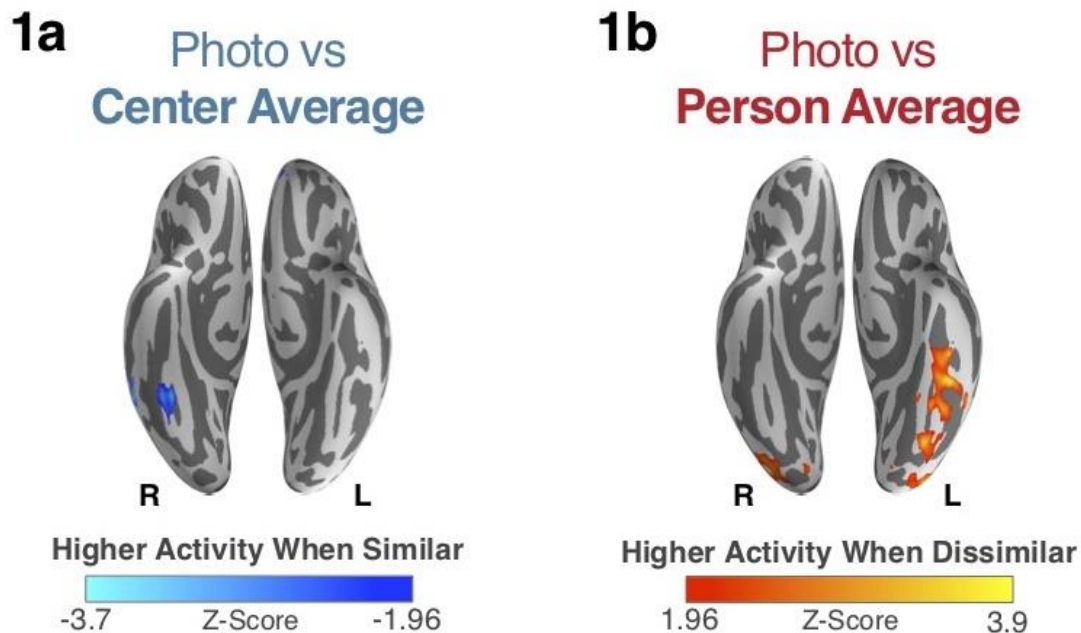 1a
Photo vs
Center Average
R
L
Higher Activity When Similar
-3.7
Z-Score
-1.96
1b
Photo vs
Person Average
R
L
Higher Activity When Dissimilar
1.96
Z-Score
3.9